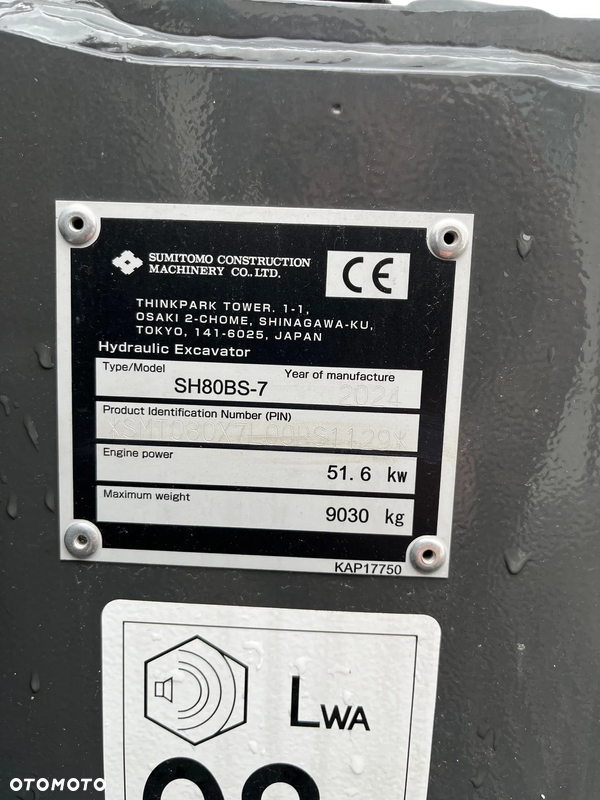 SUMITOMO CONSTRUCTION
MACHINERY CO.,LTD.
CE
THINKPARK TOWER. 1-1,
OSAKI 2-CHOME, SHINAGAWA-KU,
TOKYO, 141-6025, JAPAN
Hydraulic Excavator
Type/Model
SH80BS-7
Year of manufacture
2024
Product Identification Number (PIN)
Engine power
51.6 kw
Maximum weight
9030 kg
KAP17750
LWA
OTOMOTO